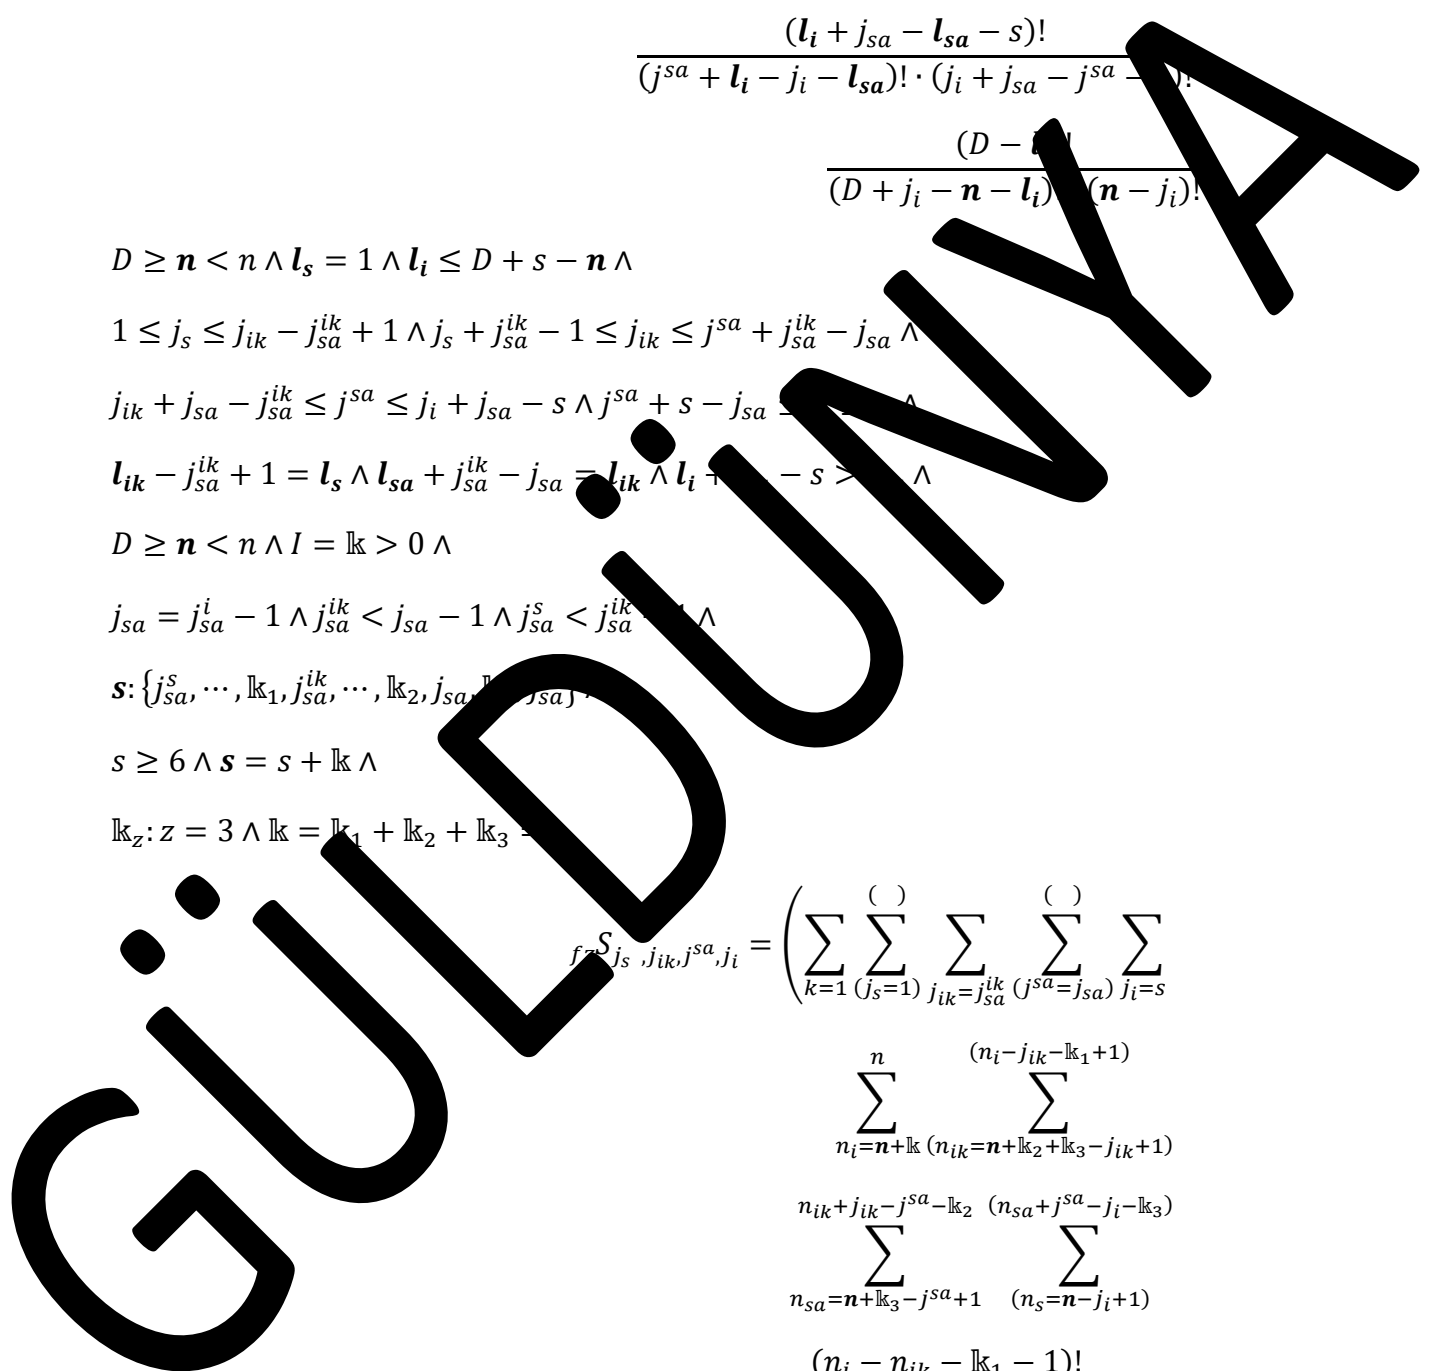 (l_i + j_sa − l_sa − s)!
(j^sa + l_i − j_i − l_sa)! · (j_i + j_sa − j^sa − )!
(D − !
(D + j_i − n − l_i) (n − j_i)!
D ≥ n < n ∧ l_s = 1 ∧ l_i ≤ D + s − n ∧
1 ≤ j_s ≤ j_ik − j_sa^ik + 1 ∧ j_s + j_sa^ik − 1 ≤ j_ik ≤ j^sa + j_sa^ik − j_sa ∧
j_ik + j_sa − j_sa^ik ≤ j^sa ≤ j_i + j_sa − s ∧ j^sa + s − j_sa ∧
l_ik − j_sa^ik + 1 = l_s ∧ l_sa + j_sa^ik − j_sa = l_ik ∧ l_i + − s > ∧
D ≥ n < n ∧ I = 𝕜 > 0 ∧
j_sa = j_sa^i − 1 ∧ j_sa^ik < j_sa − 1 ∧ j_sa^s < j_sa^ik ∧
s: {j_sa^s, ⋯ , 𝕜_1, j_sa^ik, ⋯ , 𝕜_2, j_sa, j_sa}
s ≥ 6 ∧ s = s + 𝕜 ∧
𝕜_z: z = 3 ∧ 𝕜 = 𝕜_1 + 𝕜_2 + 𝕜_3 =
( ) ( )
S_{j_s ,j_ik,j^sa,j_i} = ( ∑ ∑ ∑ ∑ ∑
k=1 (j_s=1) j_ik=j_sa^ik (j^sa=j_sa) j_i=s
n (n_i−j_ik−𝕜_1+1)
∑ ∑
n_i=n+𝕜 (n_ik=n+𝕜_2+𝕜_3−j_ik+1)
n_ik+j_ik−j^sa−𝕜_2 (n_sa+j^sa−j_i−𝕜_3)
∑ ∑
n_sa=n+𝕜_3−j^sa+1 (n_s=n−j_i+1)
(n_i − n_ik − 𝕜_1 − 1)!
GÜLDÜNYA